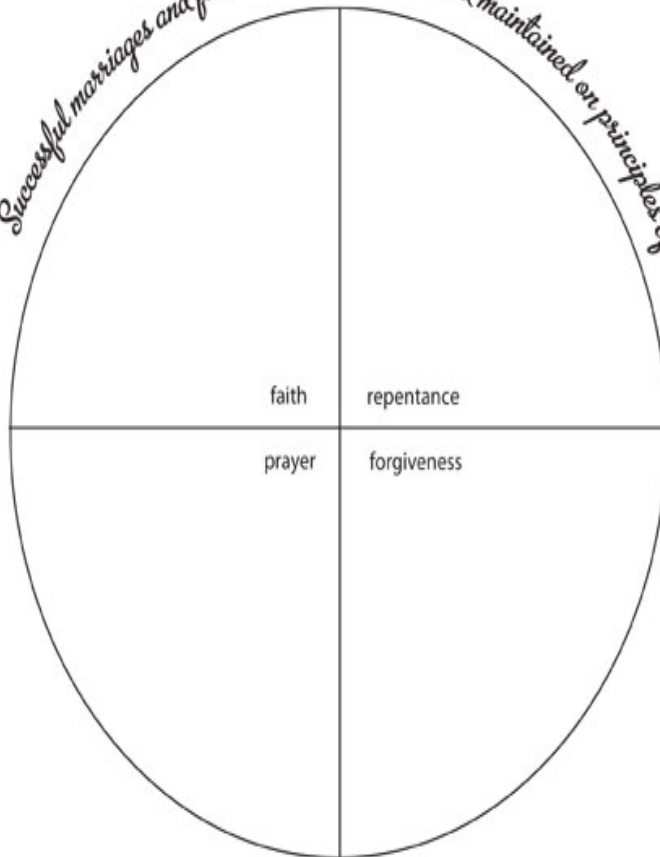 Successful marriages and
maintained on principles
faith repentance
prayer forgiveness